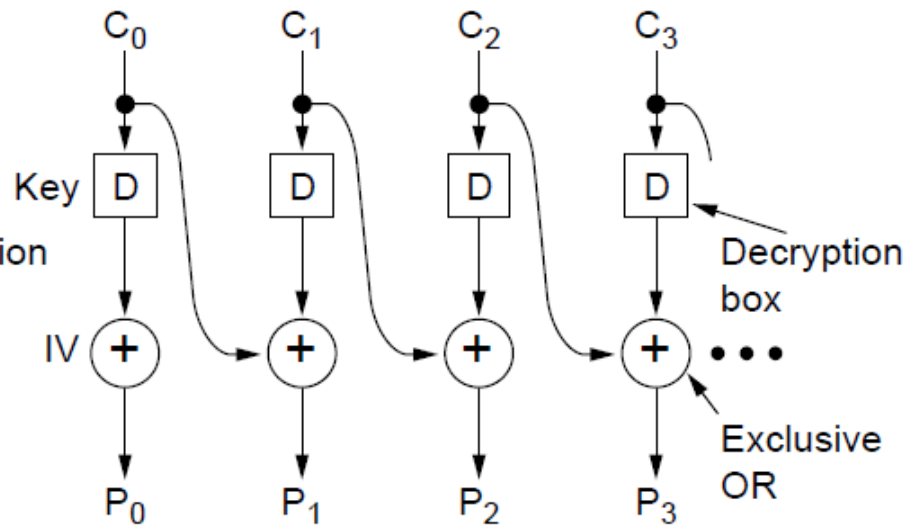 C0 C1 C2 C3
Key D D D D
ion
Decryption
box
IV + + + +
Exclusive
OR
P0 P1 P2 P3